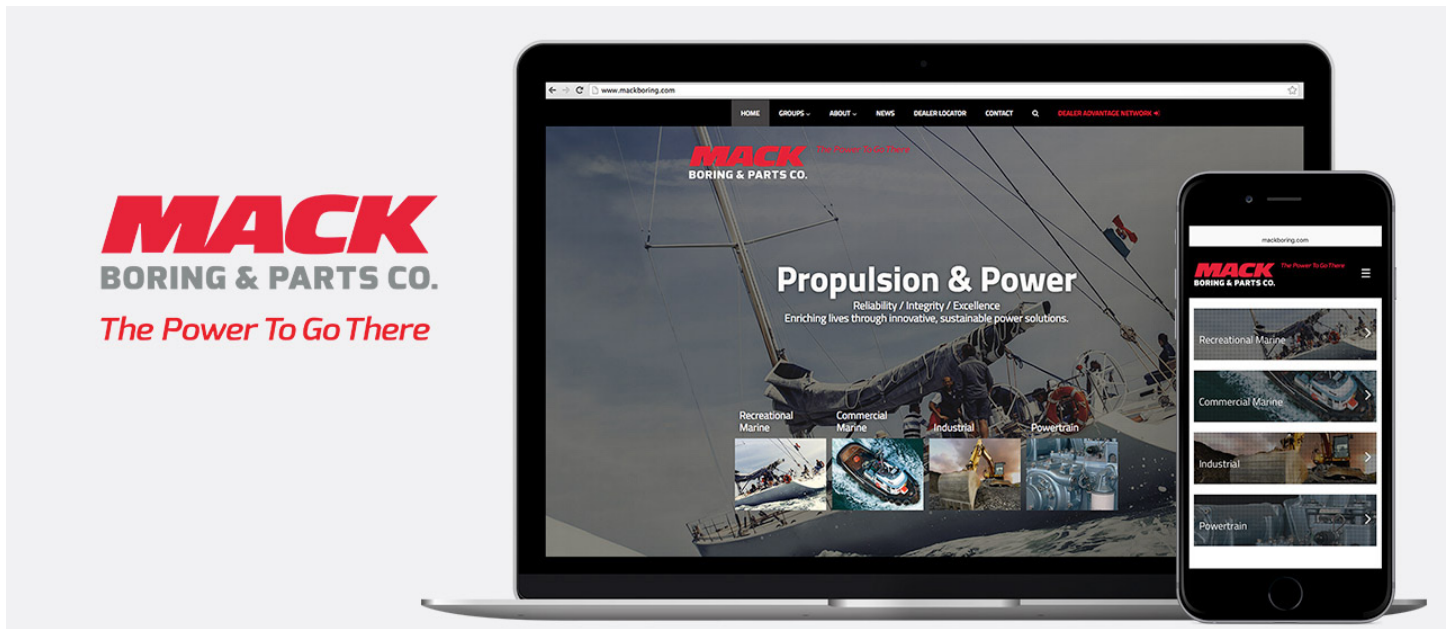 MACK
BORING & PARTS CO.
The Power To Go There
www.mackboring.com
HOME GROUPS ABOUT NEWS DEALER LOCATOR CONTACT DEALER ADVANTAGE NETWORK
MACK The Power To Go There
BORING & PARTS CO.
Propulsion & Power
Reliability / Integrity / Excellence
Enriching lives through innovative, sustainable power solutions.
Recreational
Marine
Commercial
Marine
Industrial
Powertrain
mackboring.com
MACK The Power To Go There
BORING & PARTS CO.
Recreational Marine
Commercial Marine
Industrial
Powertrain